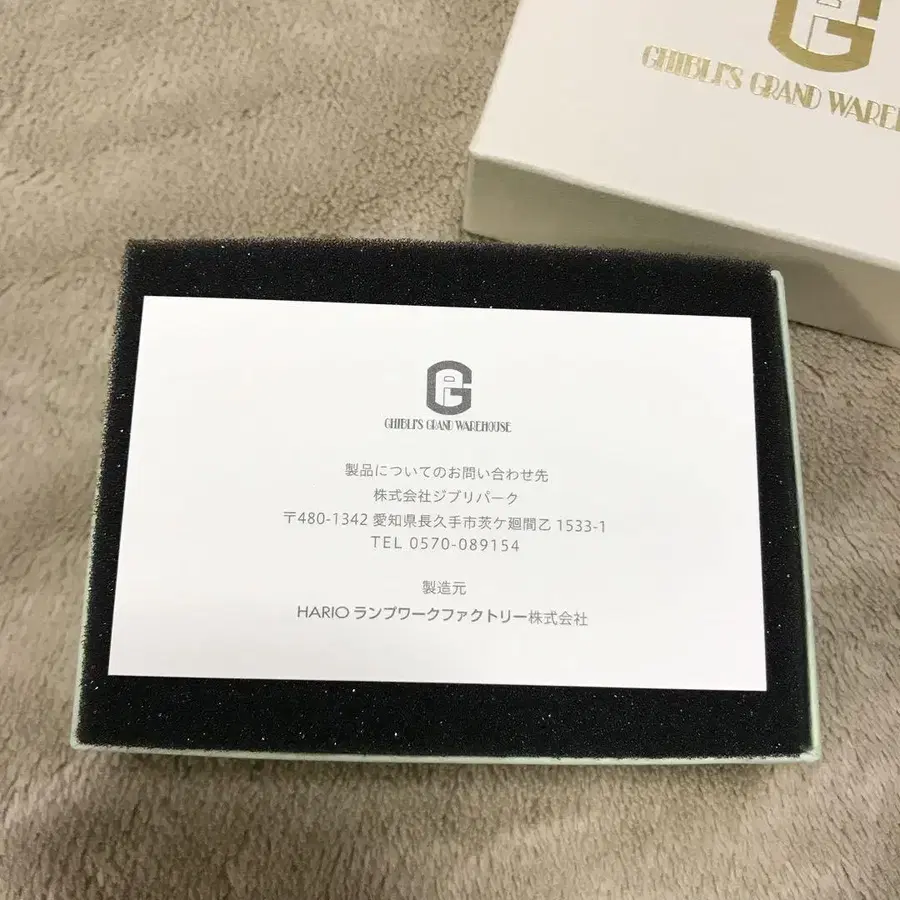 GHIBLI'S GRAND WAREH
GHIBLI'S GRAND WAREHOUSE
製品についてのお問い合わせ先
株式会社ジブリパーク
〒480-1342 愛知県長久手市茨ケ廻間乙 1533-1
TEL 0570-089154
製造元
HARIO ランプワークファクトリー株式会社